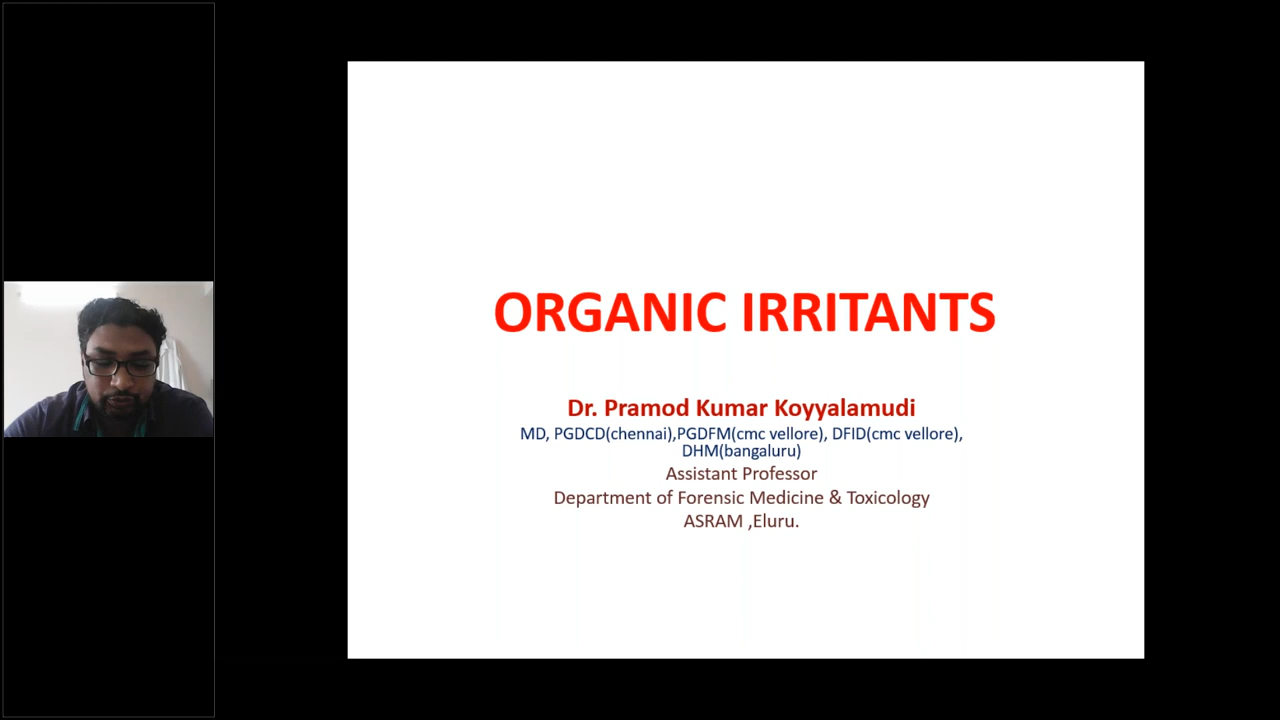 ORGANIC IRRITANTS
Dr. Pramod Kumar Koyyalamudi
MD, PGDCD(chennai),PGDFM(cmc vellore), DFID(cmc vellore),
DHM(bangaluru)
Assistant Professor
Department of Forensic Medicine & Toxicology
ASRAM ,Eluru.